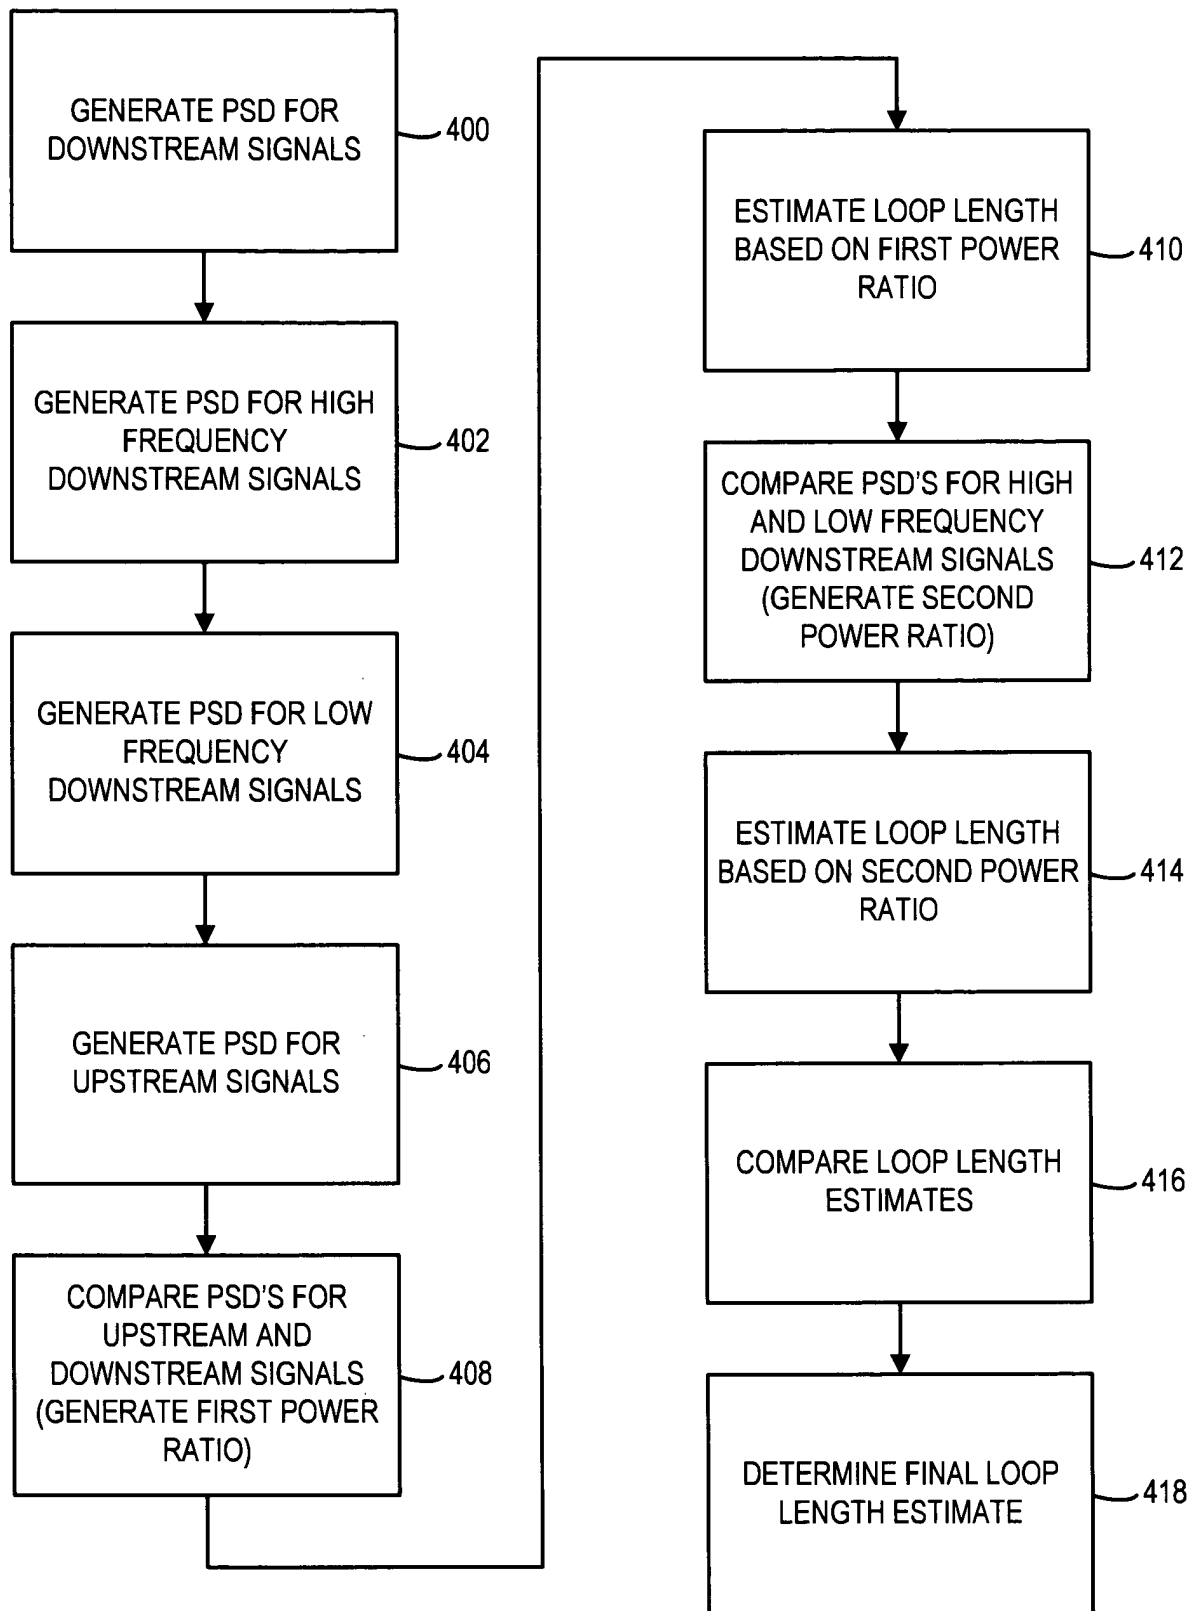 GENERATE PSD FOR
DOWNSTREAM SIGNALS
400
GENERATE PSD FOR HIGH
FREQUENCY
DOWNSTREAM SIGNALS
402
GENERATE PSD FOR LOW
FREQUENCY
DOWNSTREAM SIGNALS
404
GENERATE PSD FOR
UPSTREAM SIGNALS
406
COMPARE PSD'S FOR
UPSTREAM AND
DOWNSTREAM SIGNALS
(GENERATE FIRST POWER
RATIO)
408
ESTIMATE LOOP LENGTH
BASED ON FIRST POWER
RATIO
410
COMPARE PSD'S FOR HIGH
AND LOW FREQUENCY
DOWNSTREAM SIGNALS
(GENERATE SECOND
POWER RATIO)
412
ESTIMATE LOOP LENGTH
BASED ON SECOND POWER
RATIO
414
COMPARE LOOP LENGTH
ESTIMATES
416
DETERMINE FINAL LOOP
LENGTH ESTIMATE
418